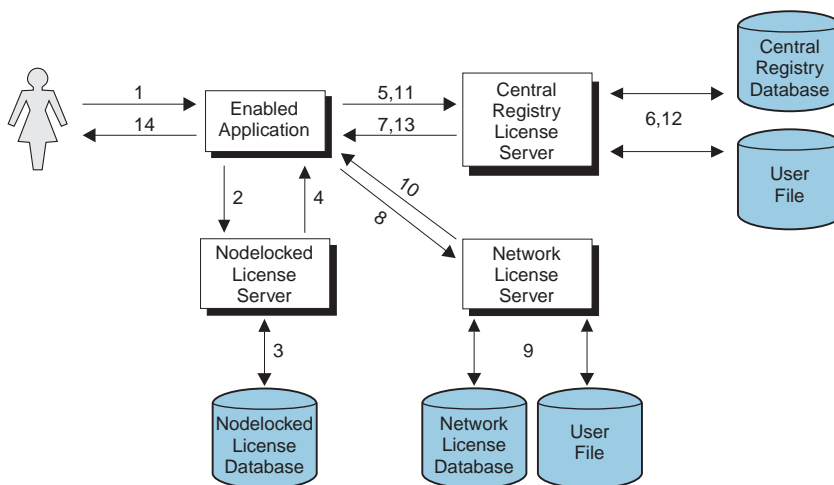 Central
Registry
Database
1
Enabled
Application
5,11
Central
Registry
License
Server
14
7,13
6,12
User
File
2
4
10
8
Nodelocked
License
Server
Network
License
Server
3
9
Nodelocked
License
Database
Network
License
Database
User
File